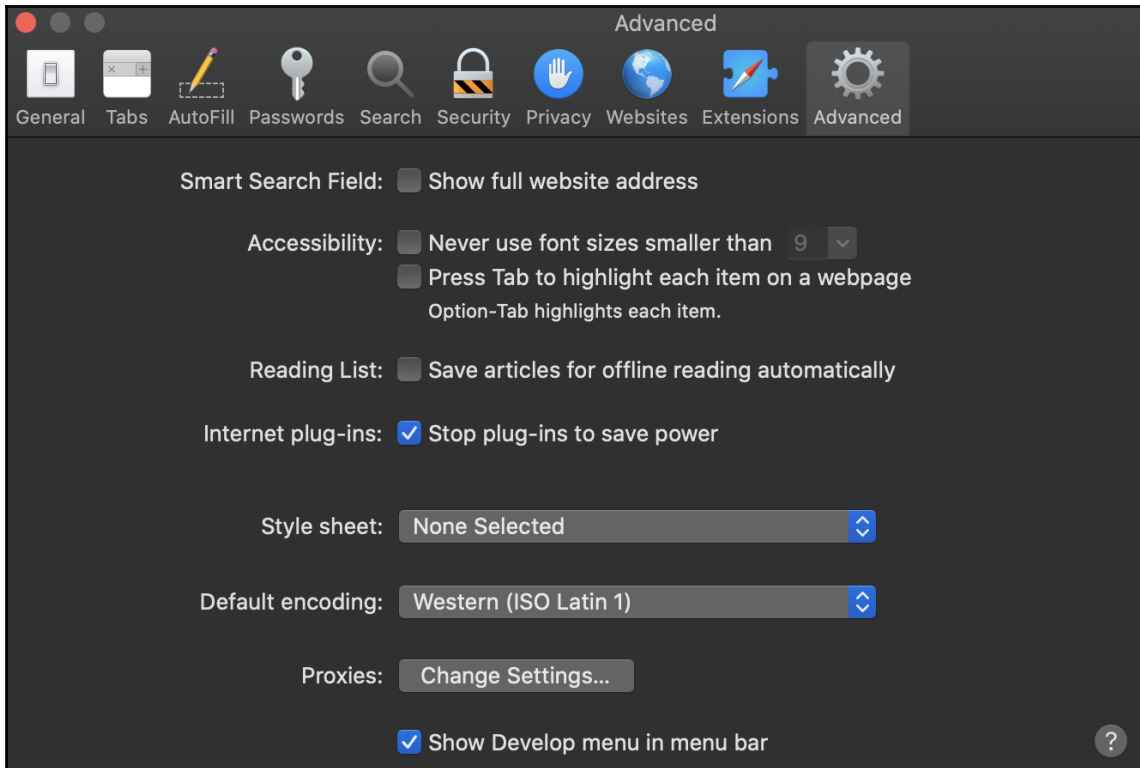 Advanced
General Tabs AutoFill Passwords Search Security Privacy Websites Extensions Advanced
Smart Search Field: Show full website address
Accessibility: Never use font sizes smaller than 9
Press Tab to highlight each item on a webpage
Option-Tab highlights each item.
Reading List: Save articles for offline reading automatically
Internet plug-ins: Stop plug-ins to save power
Style sheet: None Selected
Default encoding: Western (ISO Latin 1)
Proxies: Change Settings...
Show Develop menu in menu bar
?